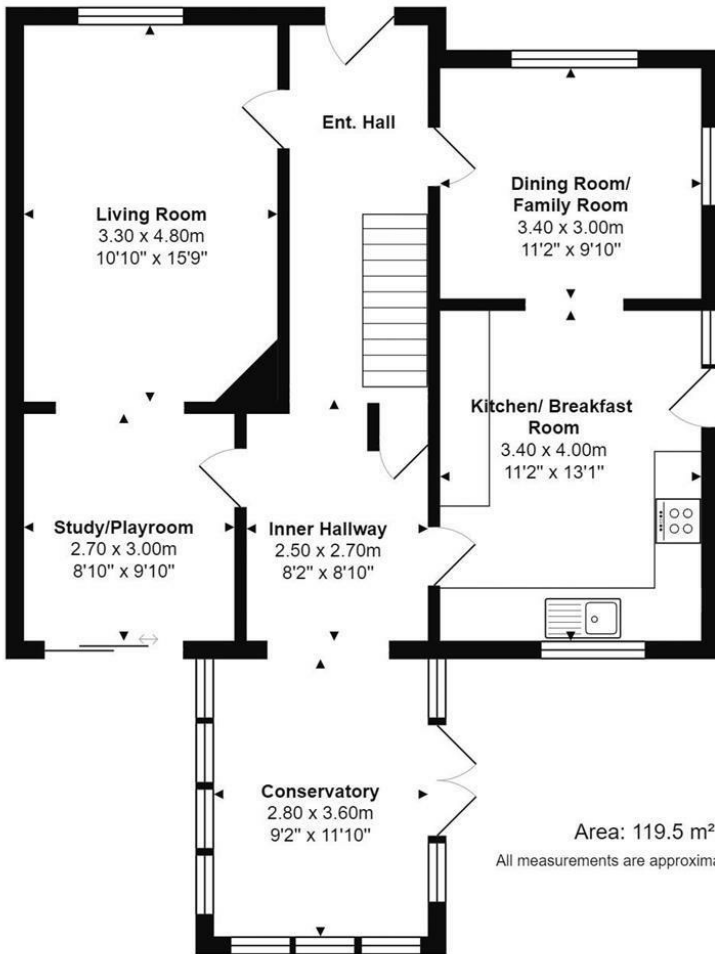 Ent. Hall
Living Room
3.30 x 4.80m
10'10" x 15'9"
Dining Room/
Family Room
3.40 x 3.00m
11'2" x 9'10"
Kitchen/ Breakfast
Room
3.40 x 4.00m
11'2" x 13'1"
Study/Playroom
2.70 x 3.00m
8'10" x 9'10"
Inner Hallway
2.50 x 2.70m
8'2" x 8'10"
Conservatory
2.80 x 3.60m
9'2" x 11'10"
Area: 119.5 m²
All measurements are approxima